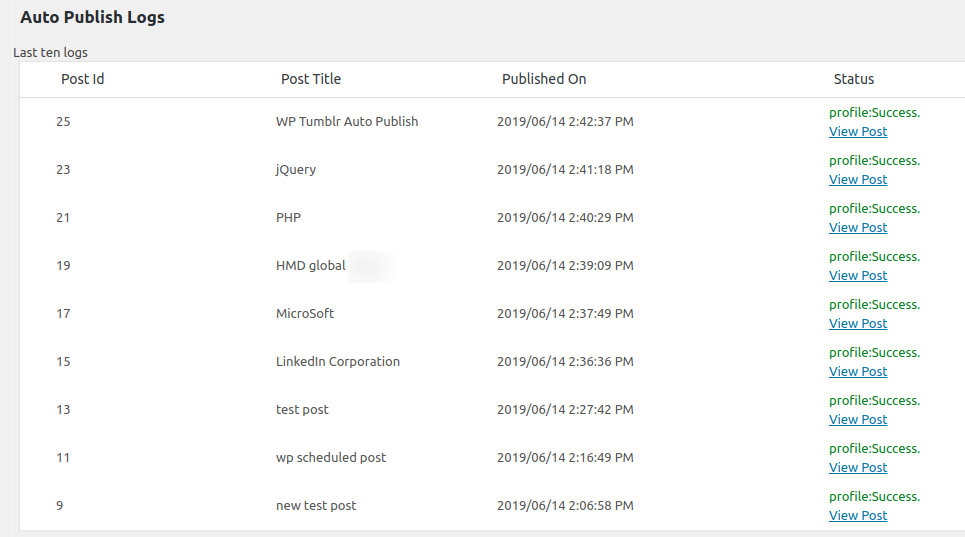 Auto Publish Logs
Last ten logs
Post Id Post Title Published On Status
25 WP Tumblr Auto Publish 2019/06/14 2:42:37 PM profile:Success.
View Post
23 jQuery 2019/06/14 2:41:18 PM profile:Success.
View Post
21 PHP 2019/06/14 2:40:29 PM profile:Success.
View Post
19 HMD global 2019/06/14 2:39:09 PM profile:Success.
View Post
17 MicroSoft 2019/06/14 2:37:49 PM profile:Success.
View Post
15 LinkedIn Corporation 2019/06/14 2:36:36 PM profile:Success.
View Post
13 test post 2019/06/14 2:27:42 PM profile:Success.
View Post
11 wp scheduled post 2019/06/14 2:16:49 PM profile:Success.
View Post
9 new test post 2019/06/14 2:06:58 PM profile:Success.
View Post